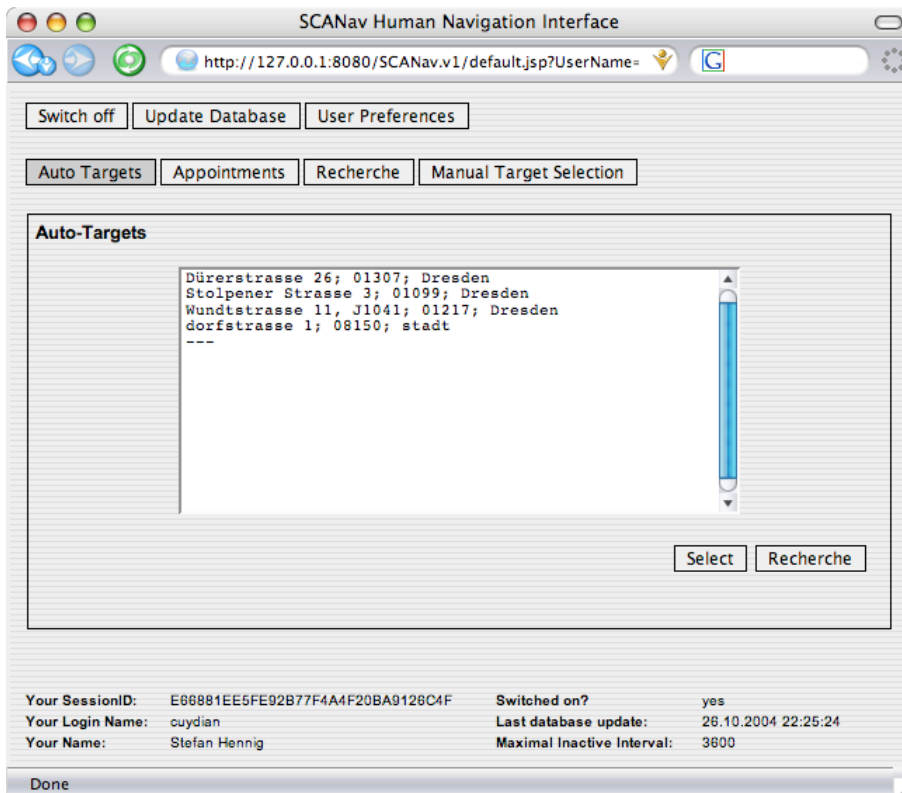 SCANav Human Navigation Interface
http://127.0.0.1:8080/SCANav.v1/default.jsp?UserName=
G
Switch off Update Database User Preferences
Auto Targets Appointments Recherche Manual Target Selection
Auto-Targets
Dürerstrasse 26; 01307; Dresden
Stolpener Strasse 3; 01099; Dresden
Wundtstrasse 11, J1041; 01217; Dresden
dorfstrasse 1; 08150; stadt
---
Select Recherche
Your SessionID: E66881EE5FE92B77F4A4F20BA9126C4F Switched on? yes
Your Login Name: cuydian Last database update: 26.10.2004 22:25:24
Your Name: Stefan Hennig Maximal Inactive Interval: 3600
Done